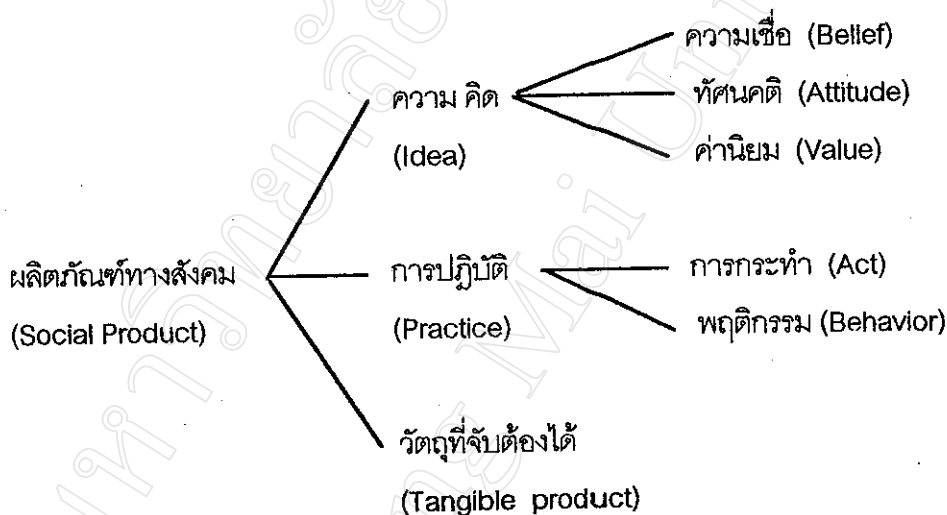 ความเชื่อ (Belief)
ความ คิด
ทัศนคติ (Attitude)
(Idea)
ค่านิยม (Value)
ผลิตภัณฑ์ทางสังคม
การปฎิบัติ
การกระทำ (Act)
(Social Product)
(Practice)
พฤติกรรม (Behavior)
วัตถุที่จับต้องได้
(Tangible product)